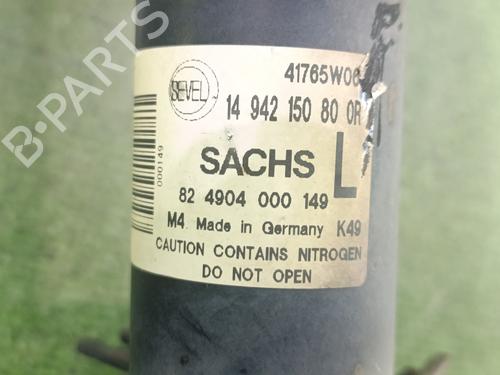 41765W06
SEVEL
14 942 150 80 0R
SACHS L
82 4904 000 149
M4 Made in Germany K49
CAUTION CONTAINS NITROGEN
DO NOT OPEN
000149
B-PARTS